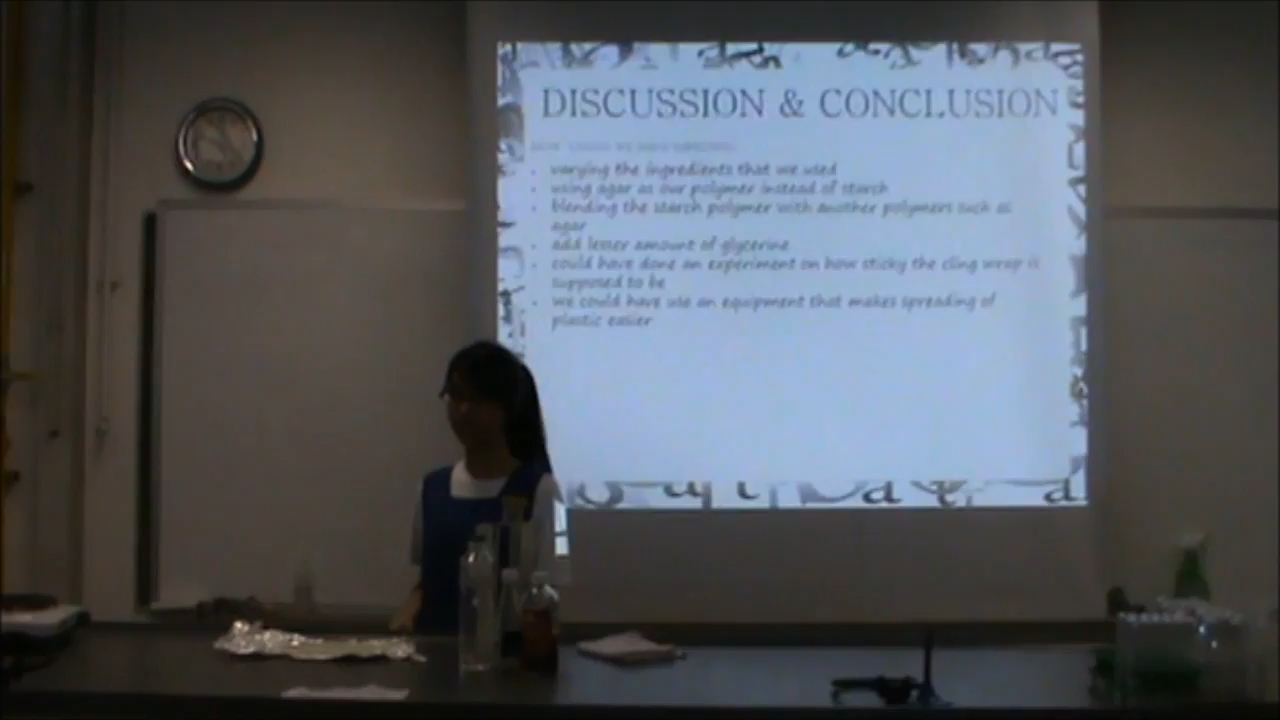 DISCUSSION & CONCLUSION
varying the ingredients that we used
using agar as our polymer instead of starch
blending the starch polymer with another polymers such as
agar
add lesser amount of glycerine
could have done an experiment on how sticky the cling wrap is
supposed to be
we could have use an equipment that makes spreading of
plastic easier